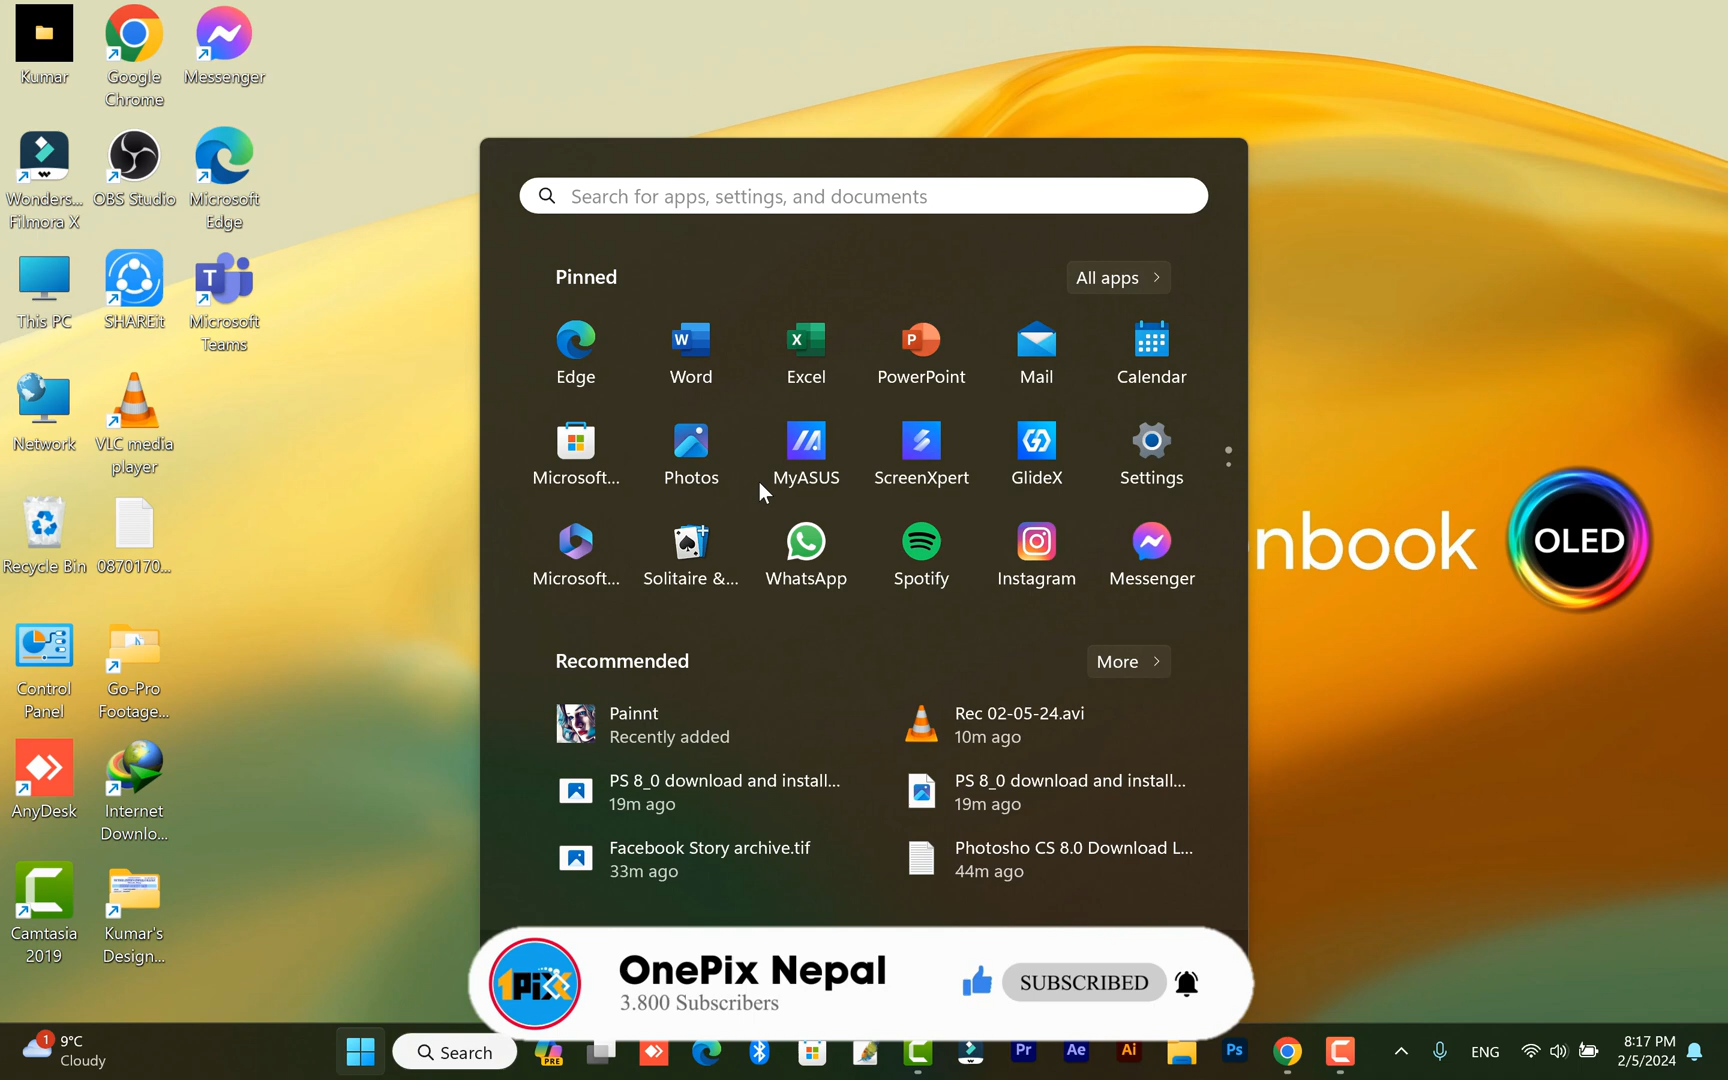 Kumar
Google
Chrome
Messenger
Wonders...
Filmora X
OBS Studio
Microsoft
Edge
This PC
SHAREit
Microsoft
Teams
Network
VLC media
player
Recycle Bin
0870170...
Control
Panel
Go-Pro
Footage...
AnyDesk
Internet
Downlo...
Camtasia
2019
Kumar's
Design...
Search for apps, settings, and documents
Pinned
All apps
Edge
Word
Excel
PowerPoint
Mail
Calendar
Microsoft...
Photos
MyASUS
ScreenXpert
GlideX
Settings
Microsoft...
Solitaire &...
WhatsApp
Spotify
Instagram
Messenger
Recommended
More
Painnt
Recently added
Rec 02-05-24.avi
10m ago
PS 8_0 download and install...
19m ago
PS 8_0 download and install...
19m ago
Facebook Story archive.tif
33m ago
Photosho CS 8.0 Download L...
44m ago
nbook
OLED
1Pixx
OnePix Nepal
3.800 Subscribers
SUBSCRIBED
1
9°C
Cloudy
Search
PRE
Pr
Ae
Ai
Ps
ENG
8:17 PM
2/5/2024